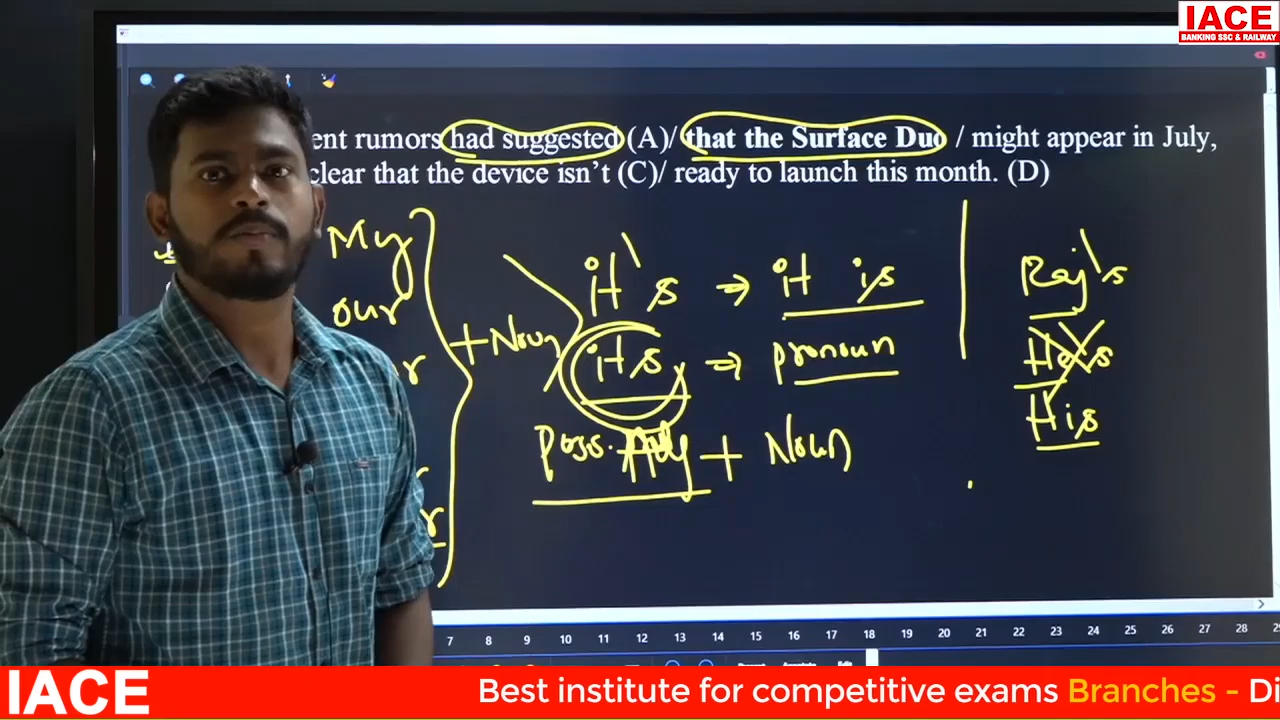 IACE
BANKING SSC & RAILWAY
ent rumors had suggested (A)/ that the Surface Duo / might appear in July,
clear that the device isn't (C)/ ready to launch this month. (D)
My
our
r
r
+ Noun
it's → it is
its → pronoun
Poss. Adj + Noun
Raj's
He's
His
7 8 9 10 11 12 13 14 15 16 17 18 19 20 21 22 23 24 25 26 27 28 29
IACE
Best institute for competitive exams Branches - Di